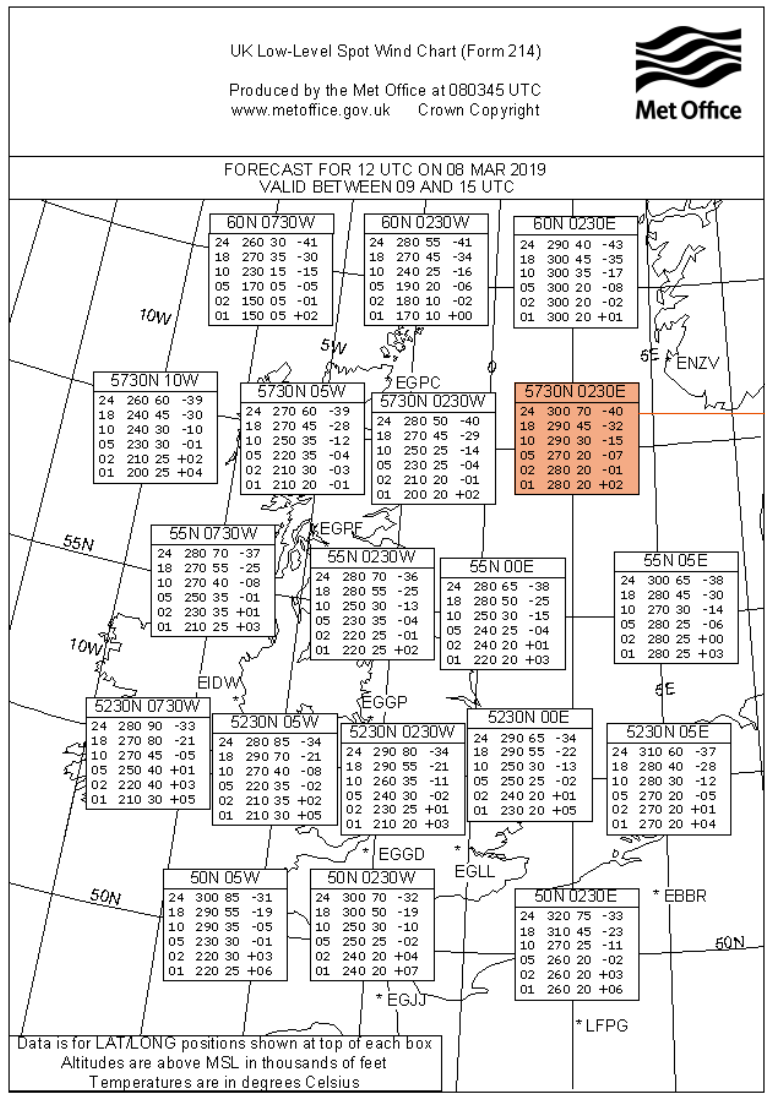 UK Low-Level Spot Wind Chart (Form 214)
Produced by the Met Office at 080345 UTC
www.metoffice.gov.uk Crown Copyright
Met Office
FORECAST FOR 12 UTC ON 08 MAR 2019
VALID BETWEEN 09 AND 15 UTC
60N 0730W
24 260 30 -41
18 270 35 -30
10 230 15 -15
05 170 05 -05
02 150 05 -01
01 150 05 +02
60N 0230W
24 280 55 -41
18 270 45 -34
10 240 25 -16
05 190 20 -06
02 180 10 -02
01 170 10 +00
60N 0230E
24 290 40 -43
18 300 45 -35
10 300 35 -17
05 300 20 -08
02 300 20 -02
01 300 20 +01
10W
5W
5E
* ENZV
* EGPC
5730N 10W
24 260 60 -39
18 240 45 -30
10 240 30 -10
05 230 30 -01
02 210 25 +02
01 200 25 +04
5730N 05W
24 270 60 -39
18 270 45 -28
10 250 35 -12
05 220 35 -04
02 210 30 -03
01 210 20 -01
5730N 0230W
24 280 50 -40
18 270 45 -29
10 250 25 -14
05 230 25 -04
02 210 20 -01
01 200 20 +02
5730N 0230E
24 300 70 -40
18 290 45 -32
10 290 30 -15
05 270 20 -07
02 280 20 -01
01 280 20 +02
55N
EGPF
55N 0730W
24 280 70 -37
18 270 55 -25
10 270 40 -08
05 250 35 -01
02 230 35 +01
01 210 25 +03
55N 0230W
24 280 70 -36
18 280 55 -25
10 250 30 -13
05 230 35 -04
02 220 25 -01
01 220 25 +02
55N 00E
24 280 65 -38
18 280 50 -25
10 250 30 -15
05 240 25 -04
02 240 20 +01
01 220 20 +03
55N 05E
24 300 65 -38
18 280 45 -30
10 270 30 -14
05 280 25 -06
02 280 25 +00
01 280 25 +03
10W
EIDW
*
EGGP
*
5E
5230N 0730W
24 280 90 -33
18 270 80 -21
10 270 45 -05
05 250 40 +01
02 220 40 +03
01 210 30 +05
5230N 05W
24 280 85 -34
18 290 70 -21
10 270 40 -08
05 220 35 -02
02 210 35 +02
01 210 30 +05
5230N 0230W
24 290 80 -34
18 290 55 -21
10 260 35 -11
05 240 30 -02
02 230 25 +01
01 210 20 +03
5230N 00E
24 290 65 -34
18 290 55 -22
10 250 30 -13
05 250 25 -02
02 240 20 +01
01 230 20 +05
5230N 05E
24 310 60 -37
18 280 40 -28
10 280 30 -12
05 270 20 -05
02 270 20 +01
01 270 20 +04
* EGGD
*
EGLL
50N
50N 05W
24 300 85 -31
18 290 55 -19
10 290 35 -05
05 230 30 -01
02 220 30 +03
01 220 25 +06
50N 0230W
24 300 70 -32
18 300 50 -19
10 250 30 -10
05 250 25 -02
02 240 20 +04
01 240 20 +07
50N 0230E
24 320 75 -33
18 310 45 -23
10 270 25 -11
05 260 20 -02
02 260 20 +03
01 260 20 +06
* EBBR
50N
* EGJJ
* LFPG
Data is for LAT/LONG positions shown at top of each box
Altitudes are above MSL in thousands of feet
Temperatures are in degrees Celsius